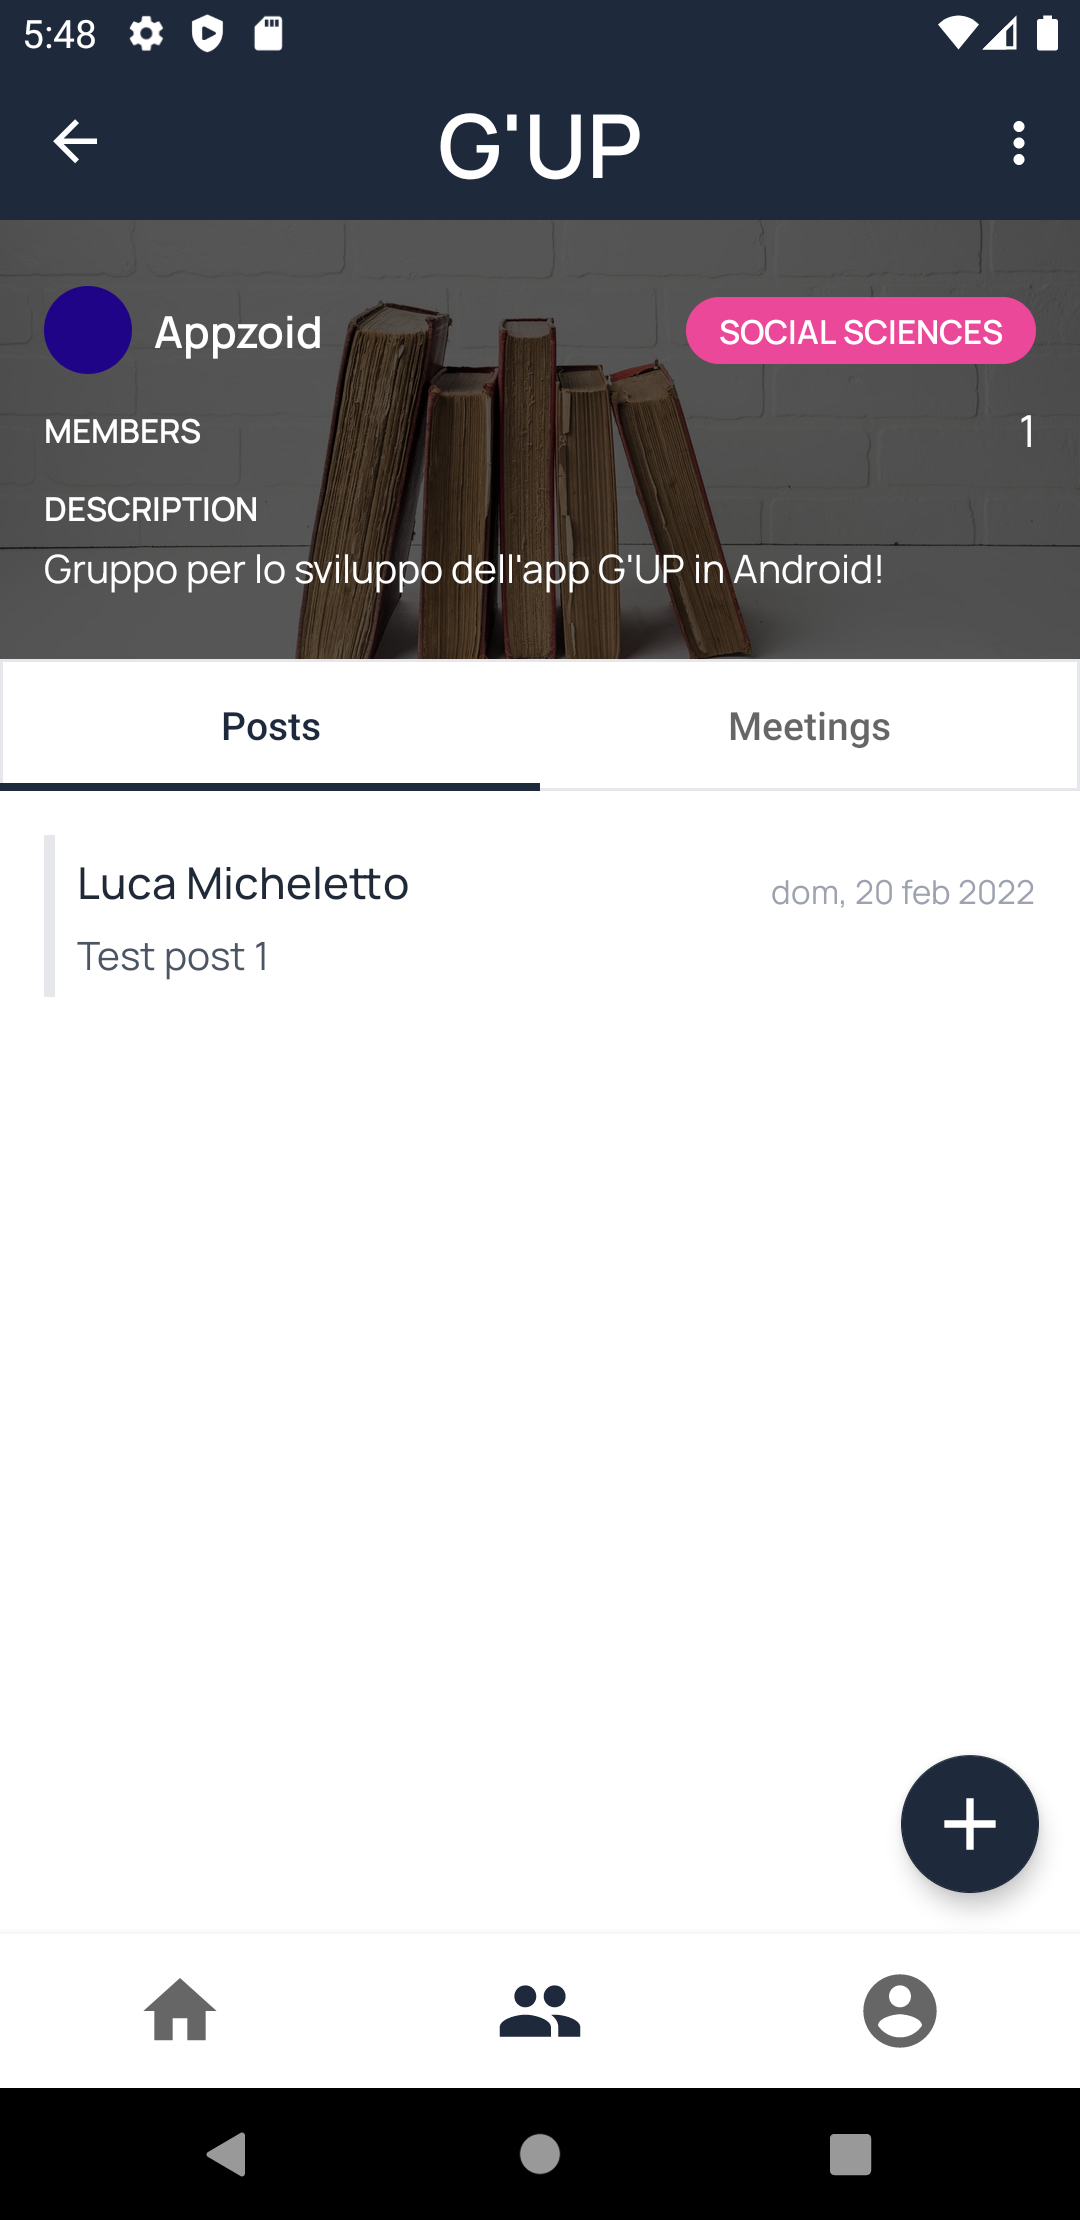 5:48
G'UP
Appzoid
SOCIAL SCIENCES
MEMBERS
1
DESCRIPTION
Gruppo per lo sviluppo dell'app G'UP in Android!
Posts
Meetings
Luca Micheletto
dom, 20 feb 2022
Test post 1